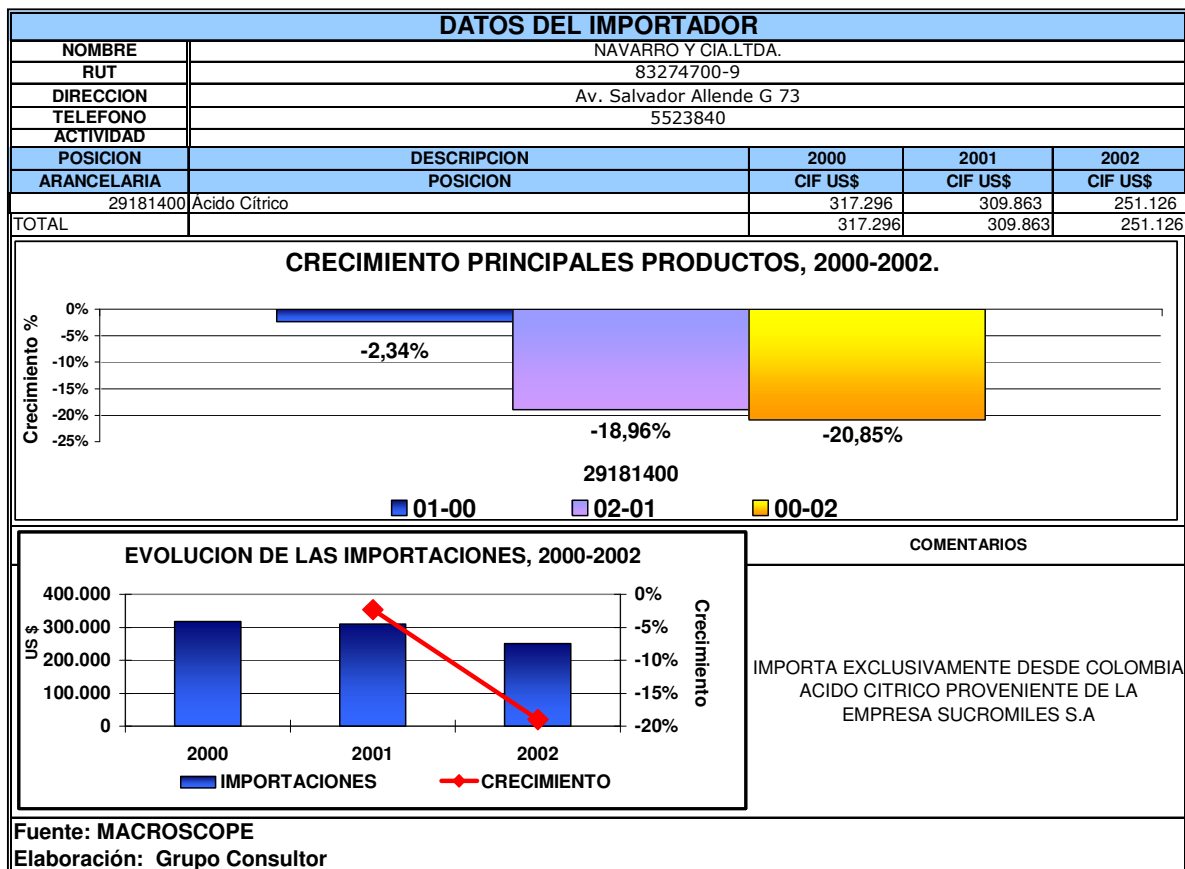 DATOS DEL IMPORTADOR
NOMBRE NAVARRO Y CIA.LTDA.
RUT 83274700-9
DIRECCION Av. Salvador Allende G 73
TELEFONO 5523840
ACTIVIDAD
POSICION DESCRIPCION 2000 2001 2002
ARANCELARIA POSICION CIF US$ CIF US$ CIF US$
29181400 Ácido Cítrico 317.296 309.863 251.126
TOTAL 317.296 309.863 251.126
CRECIMIENTO PRINCIPALES PRODUCTOS, 2000-2002.
Crecimiento %
0%
-5%
-10%
-15%
-20%
-25%
-2,34%
-18,96%
-20,85%
29181400
01-00 02-01 00-02
EVOLUCION DE LAS IMPORTACIONES, 2000-2002
US $
400.000
300.000
200.000
100.000
0
0%
-5%
-10%
-15%
-20%
Crecimiento
2000 2001 2002
IMPORTACIONES CRECIMIENTO
COMENTARIOS
IMPORTA EXCLUSIVAMENTE DESDE COLOMBIA
ACIDO CITRICO PROVENIENTE DE LA
EMPRESA SUCROMILES S.A
Fuente: MACROSCOPE
Elaboración: Grupo Consultor